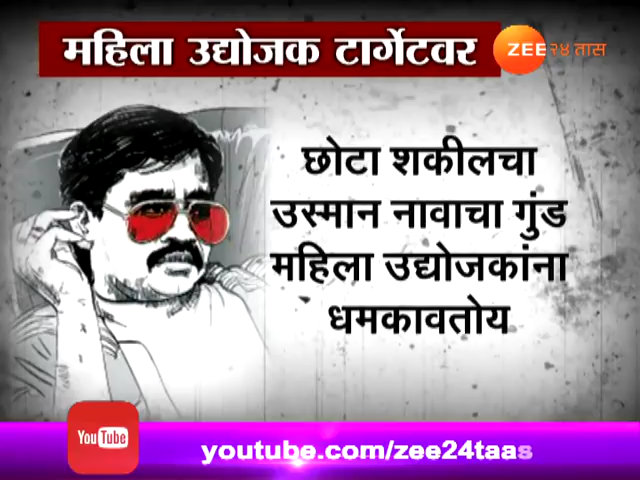 महिला उद्योजक टार्गेटवर
ZEE २४ तास
छोटा शकीलचा
उस्मान नावाचा गुंड
महिला उद्योजकांना
धमकावतोय
YouTube
youtube.com/zee24taas